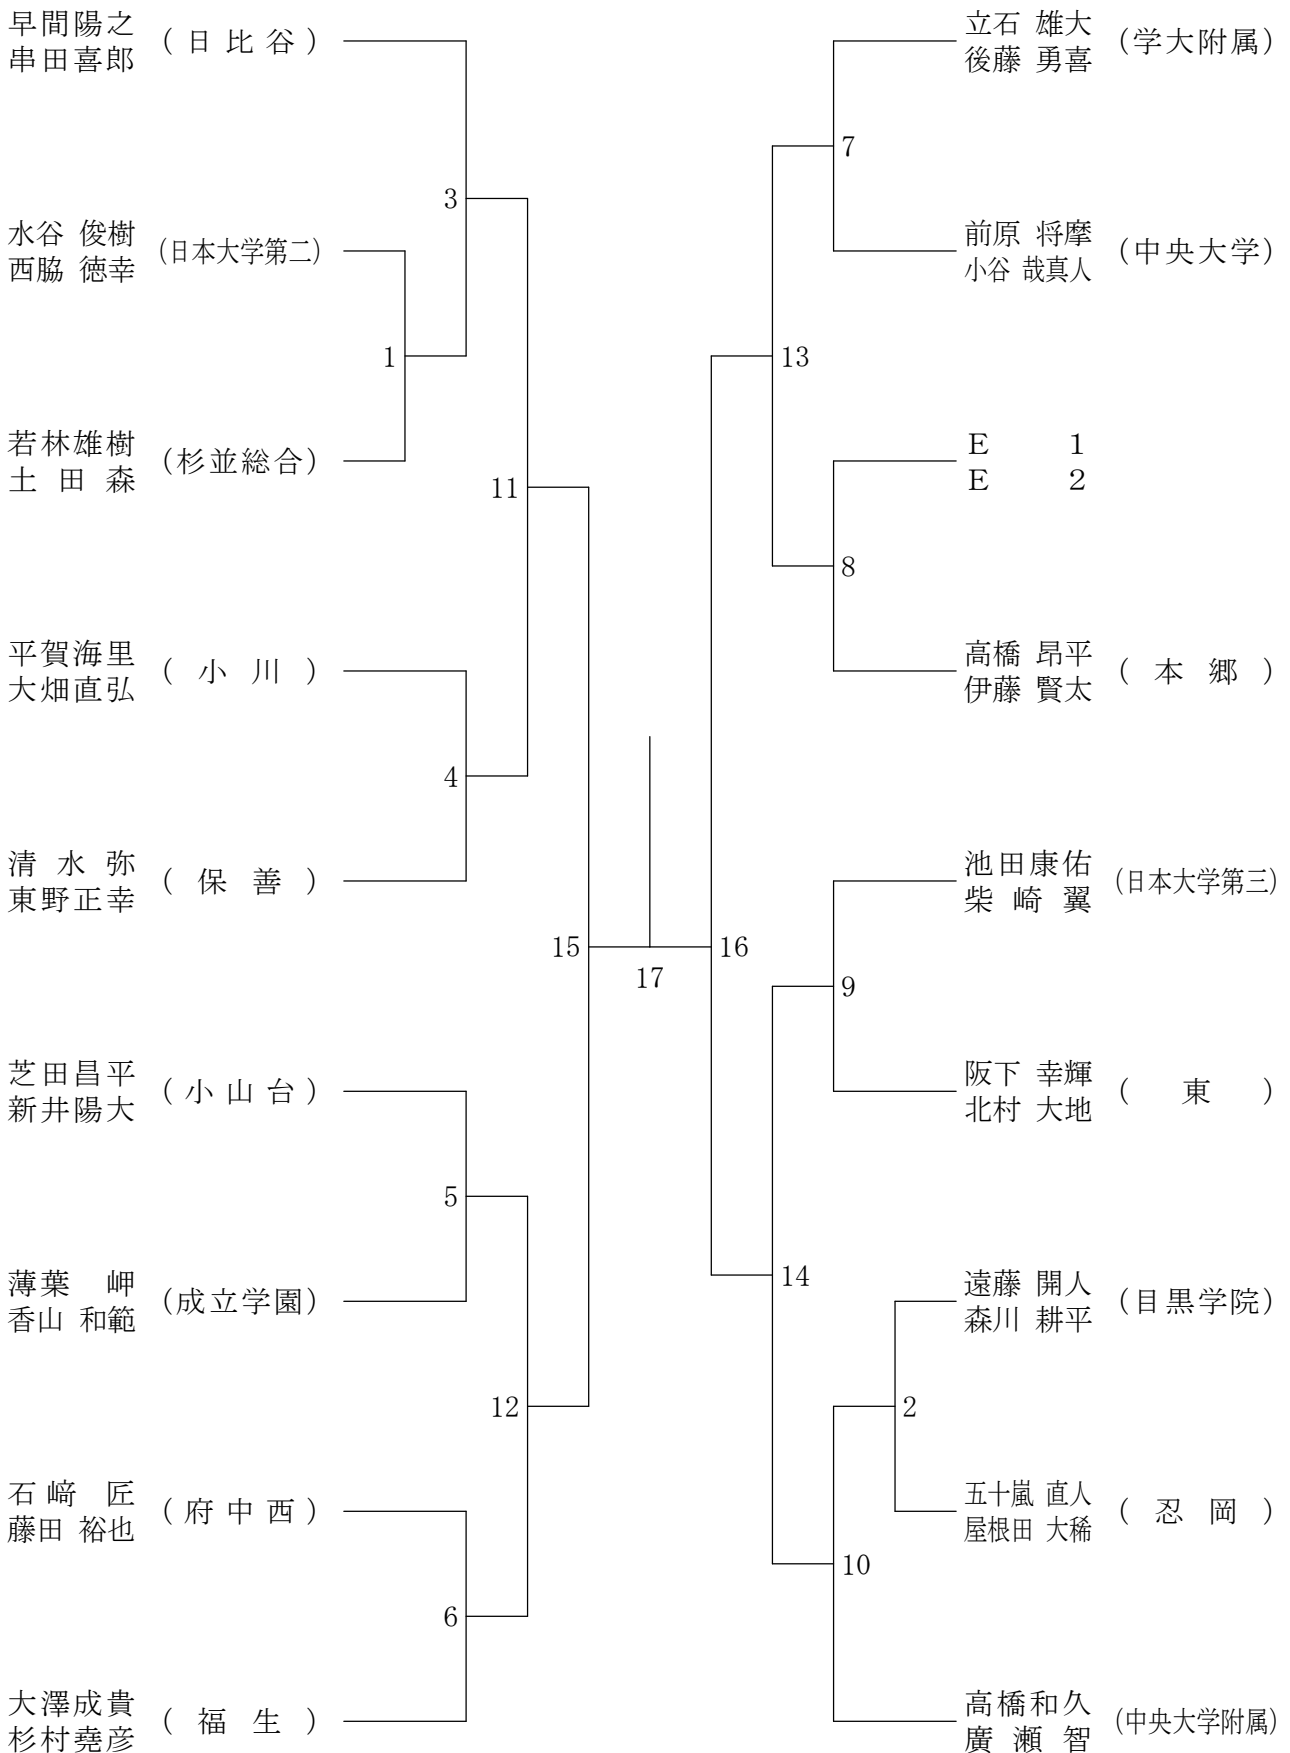 早間陽之
串田喜郎
(日比谷)
3
水谷 俊樹
西脇 徳幸
(日本大学第二)
1
若林雄樹
土田森
(杉並総合)
11
平賀海里
大畑直弘
(小川)
4
清水弥
東野正幸
(保善)
15
芝田昌平
新井陽大
(小山台)
5
薄葉 岬
香山 和範
(成立学園)
12
石﨑 匠
藤田 裕也
(府中西)
6
大澤成貴
杉村堯彦
(福生)
17
立石 雄大
後藤 勇喜
(学大附属)
7
前原 将摩
小谷 哉真人
(中央大学)
13
E 1
E 2
8
高橋 昂平
伊藤 賢太
(本郷)
16
池田康佑
柴崎翼
(日本大学第三)
9
阪下 幸輝
北村 大地
(東)
14
遠藤 開人
森川 耕平
(目黒学院)
2
五十嵐 直人
屋根田 大稀
(忍岡)
10
高橋和久
廣瀬智
(中央大学附属)